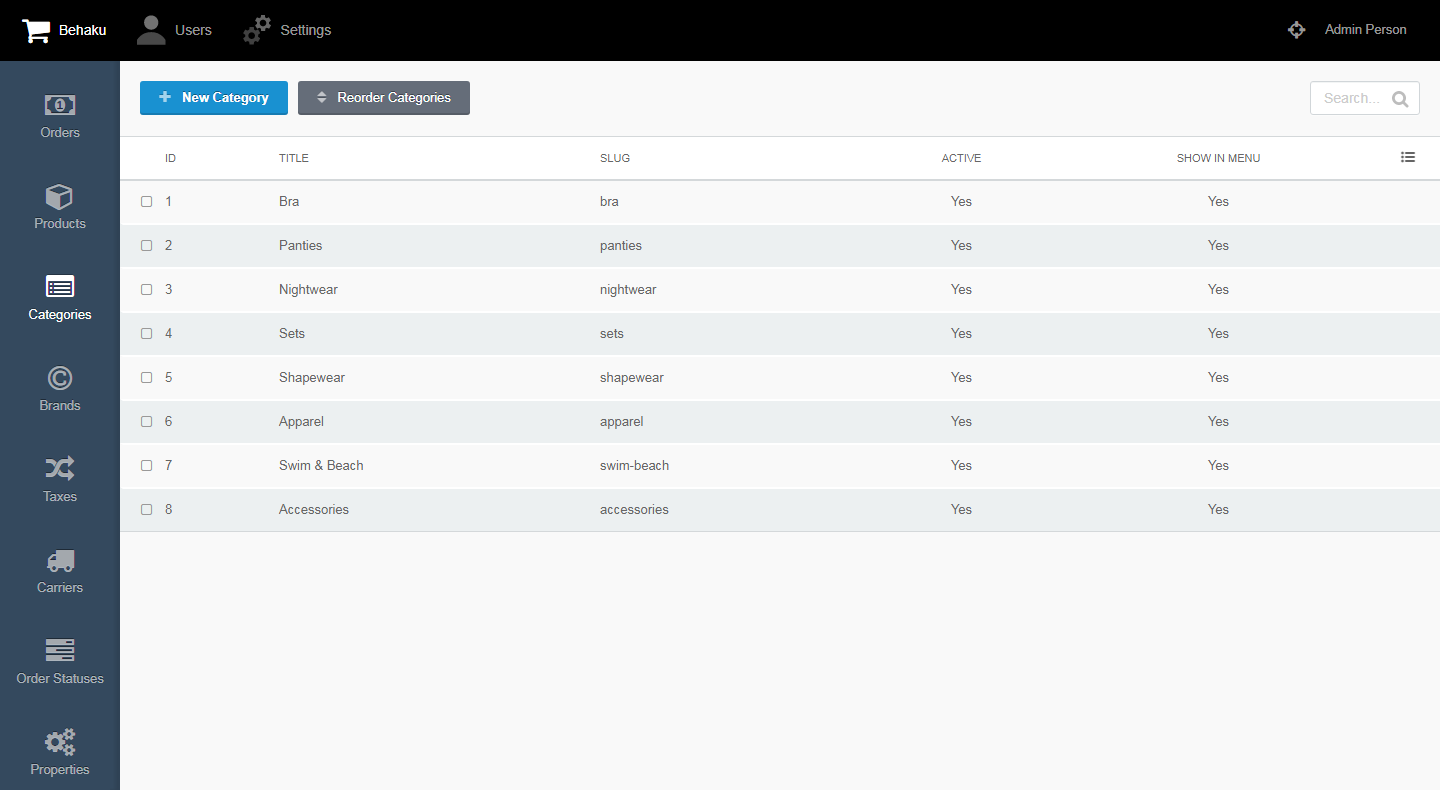 Behaku Users Settings Admin Person
New Category Reorder Categories Search...
Orders
Products
Categories
Brands
Taxes
Carriers
Order Statuses
Properties
ID TITLE SLUG ACTIVE SHOW IN MENU
1 Bra bra Yes Yes
2 Panties panties Yes Yes
3 Nightwear nightwear Yes Yes
4 Sets sets Yes Yes
5 Shapewear shapewear Yes Yes
6 Apparel apparel Yes Yes
7 Swim & Beach swim-beach Yes Yes
8 Accessories accessories Yes Yes